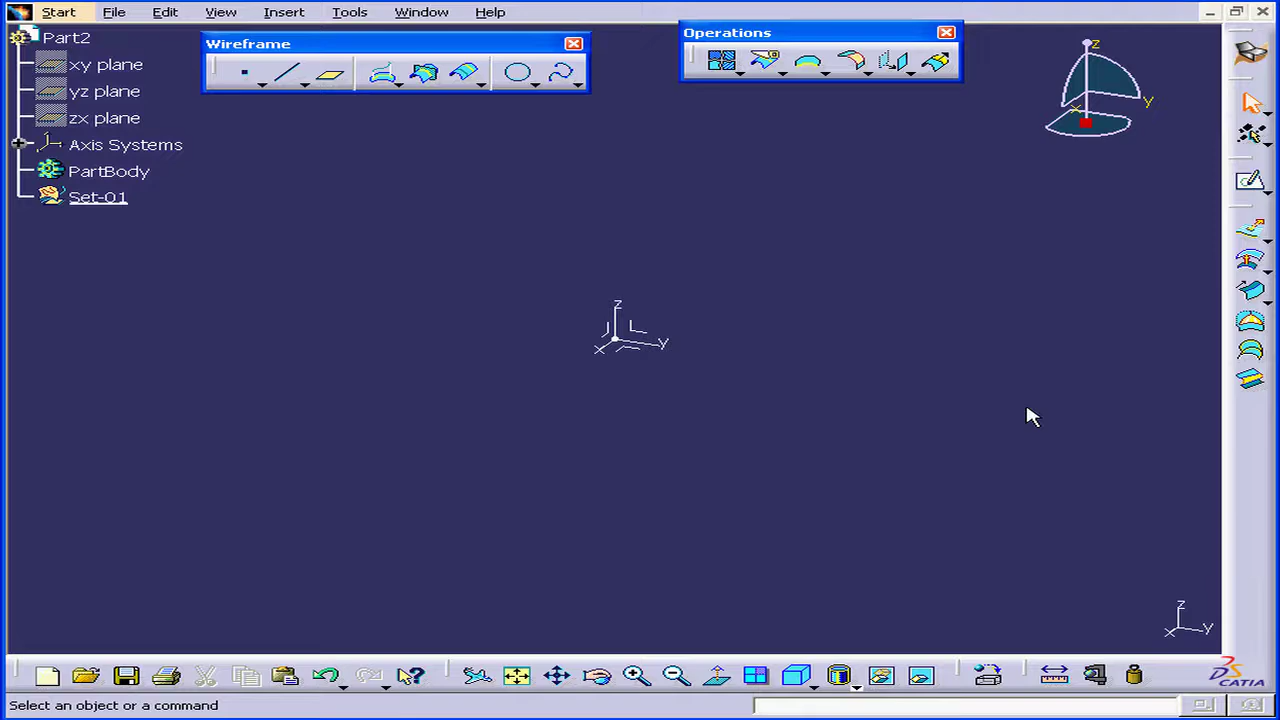 Start File Edit View Insert Tools Window Help
Part2
Wireframe
Operations
xy plane
yz plane
zx plane
Axis Systems
PartBody
Set-01
z
y
x
z
y
x
z
x
y
DS
CATIA
Select an object or a command